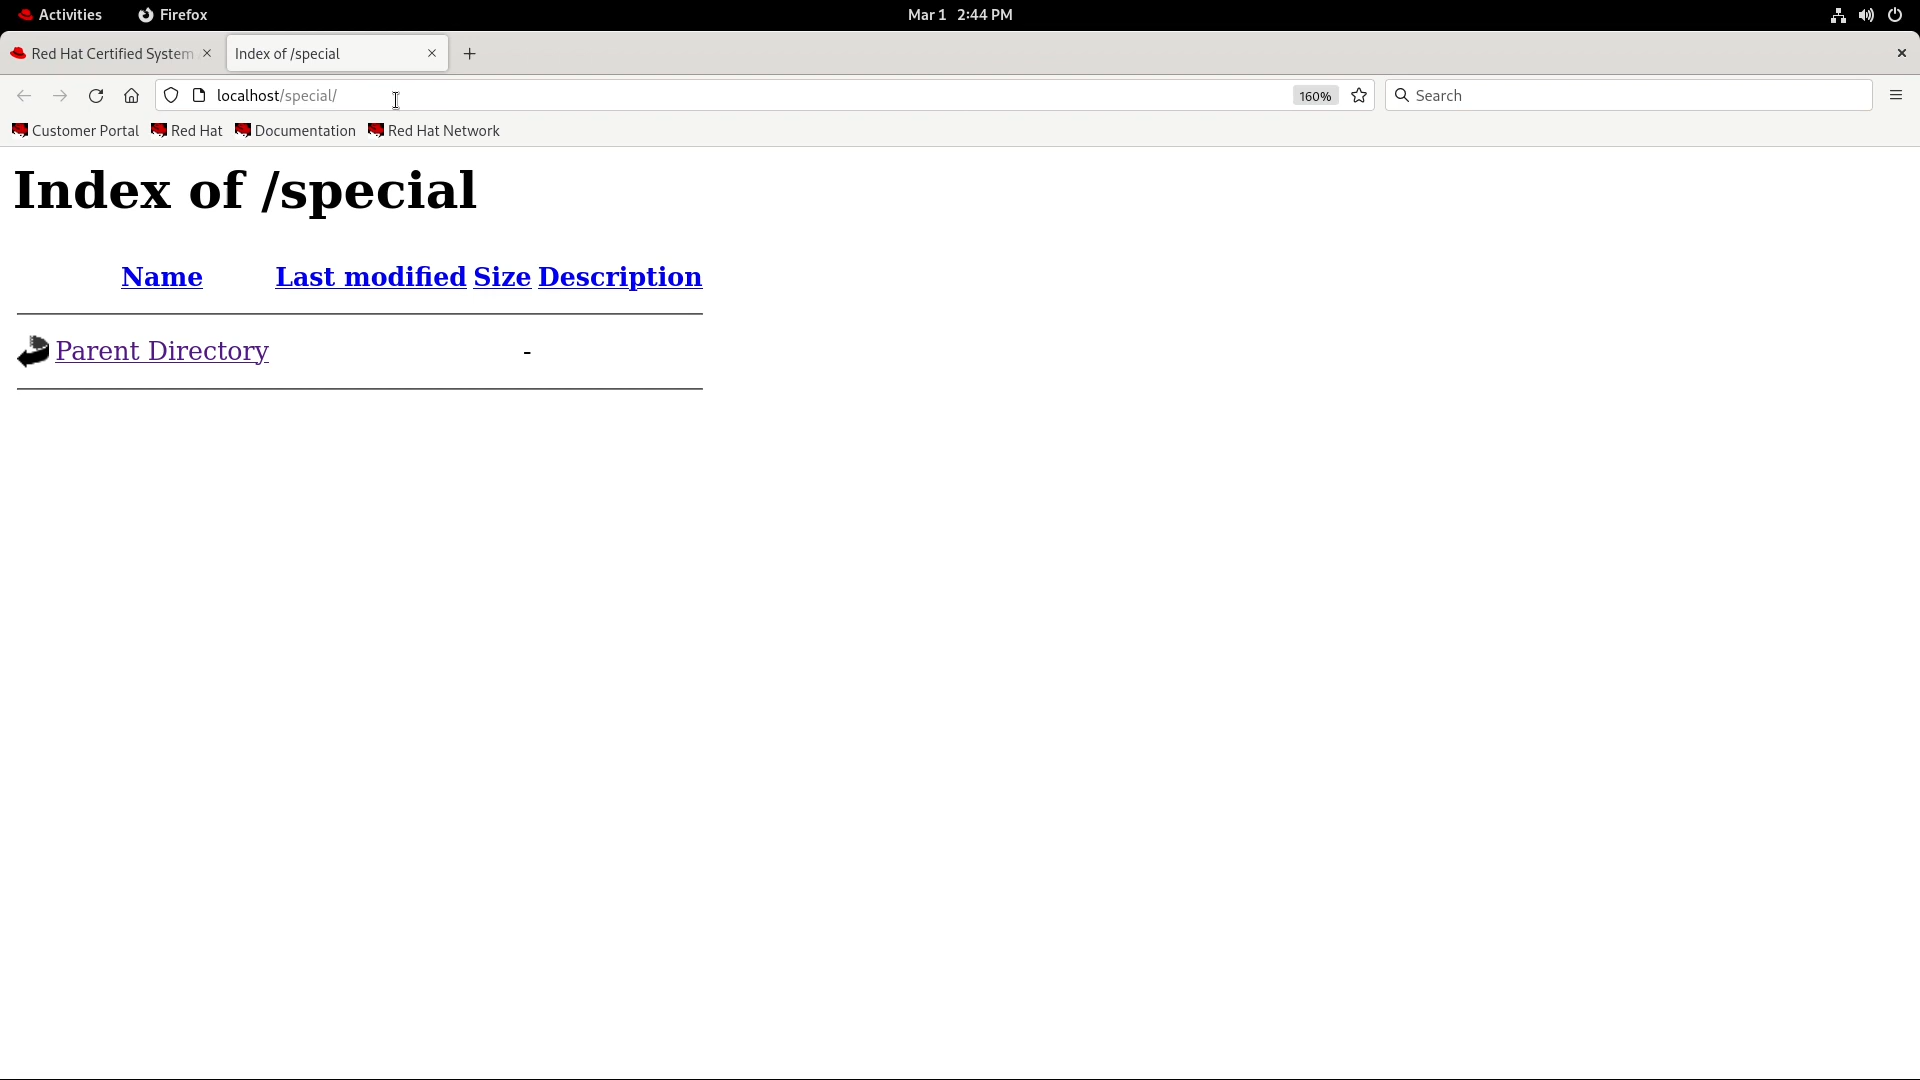 Activities Firefox Mar 1 2:44 PM
Red Hat Certified System Index of /special
localhost/special/ 160% Search
Customer Portal Red Hat Documentation Red Hat Network
Index of /special
Name Last modified Size Description
Parent Directory -